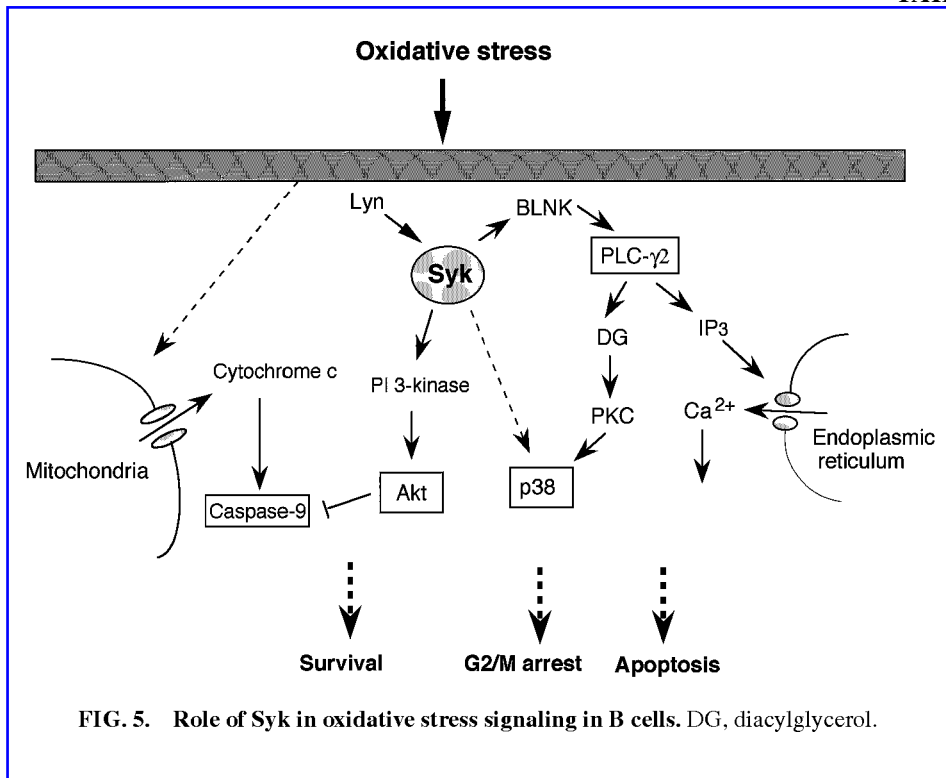 Oxidative stress
Lyn
BLNK
Syk
PLC-γ2
DG
IP3
Cytochrome c
PI 3-kinase
PKC
Ca2+
Mitochondria
Endoplasmic
reticulum
Caspase-9
Akt
p38
Survival
G2/M arrest
Apoptosis
FIG. 5. Role of Syk in oxidative stress signaling in B cells. DG, diacylglycerol.